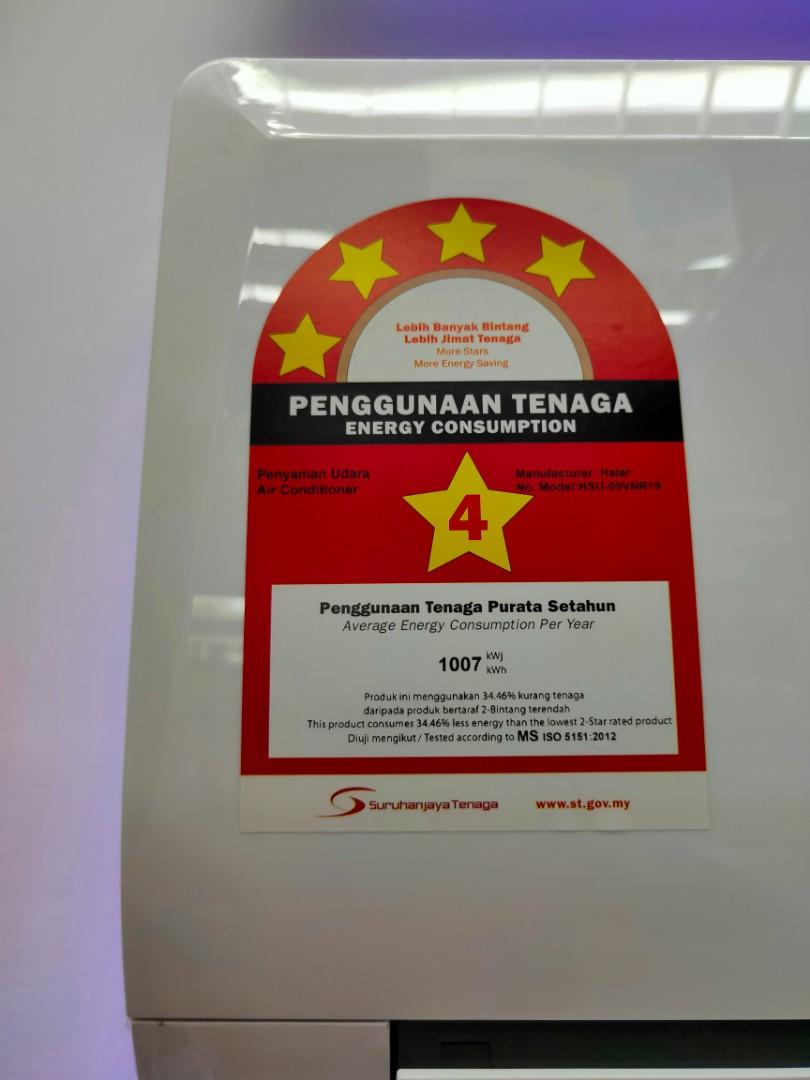 Lebih Banyak Bintang
Lebih Jimat Tenaga
More Stars
More Energy Saving
PENGGUNAAN TENAGA
ENERGY CONSUMPTION
Penyaman Udara
Air Conditioner
Manufacturer :Haier
No. Model:HSU-09VNR19
4
Penggunaan Tenaga Purata Setahun
Average Energy Consumption Per Year
1007 kWj
kWh
Produk ini menggunakan 34.46% kurang tenaga
daripada produk bertaraf 2-Bintang terendah
This product consumes 34.46% less energy than the lowest 2-Star rated product
Diuji mengikut / Tested according to MS ISO 5151:2012
Suruhanjaya Tenaga
www.st.gov.my